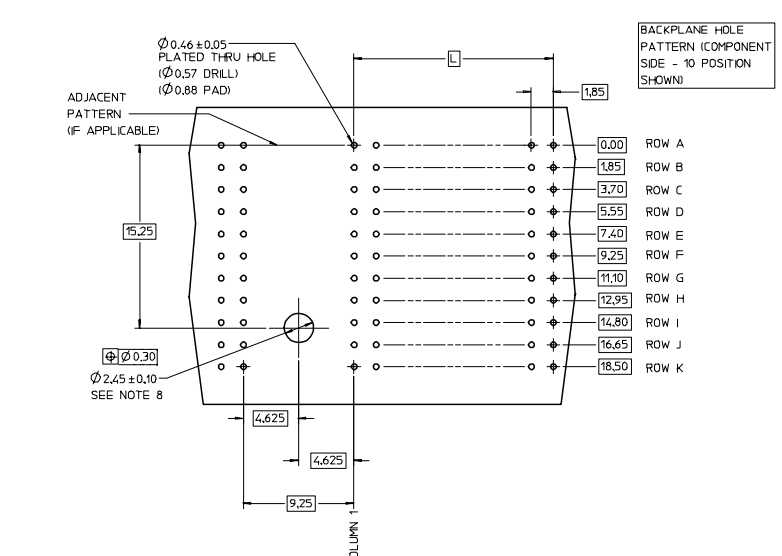 BACKPLANE HOLE
PATTERN (COMPONENT
SIDE - 10 POSITION
SHOWN)
Ø0.46±0.05
PLATED THRU HOLE
(Ø0.57 DRILL)
(Ø0.88 PAD)
L
1.85
ADJACENT
PATTERN
(IF APPLICABLE)
0.00 ROW A
1.85 ROW B
3.70 ROW C
5.55 ROW D
7.40 ROW E
9.25 ROW F
11.10 ROW G
12.95 ROW H
14.80 ROW I
16.65 ROW J
18.50 ROW K
15.25
⌖ Ø0.30
Ø2.45±0.10
SEE NOTE 8
4.625
4.625
9.25
OLUMN 1